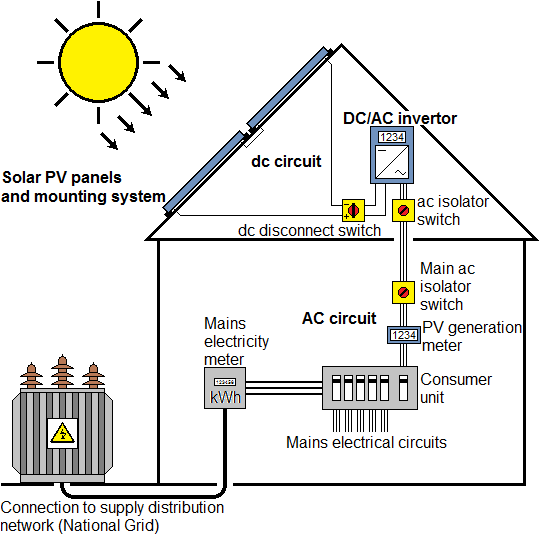 DC/AC invertor
1234
dc circuit
Solar PV panels
and mounting system
- +
ac isolator
switch
dc disconnect switch
Main ac
isolator
switch
Mains
electricity
meter
AC circuit
1234
PV generation
meter
kWh
Consumer
unit
Mains electrical circuits
Connection to supply distribution
network (National Grid)